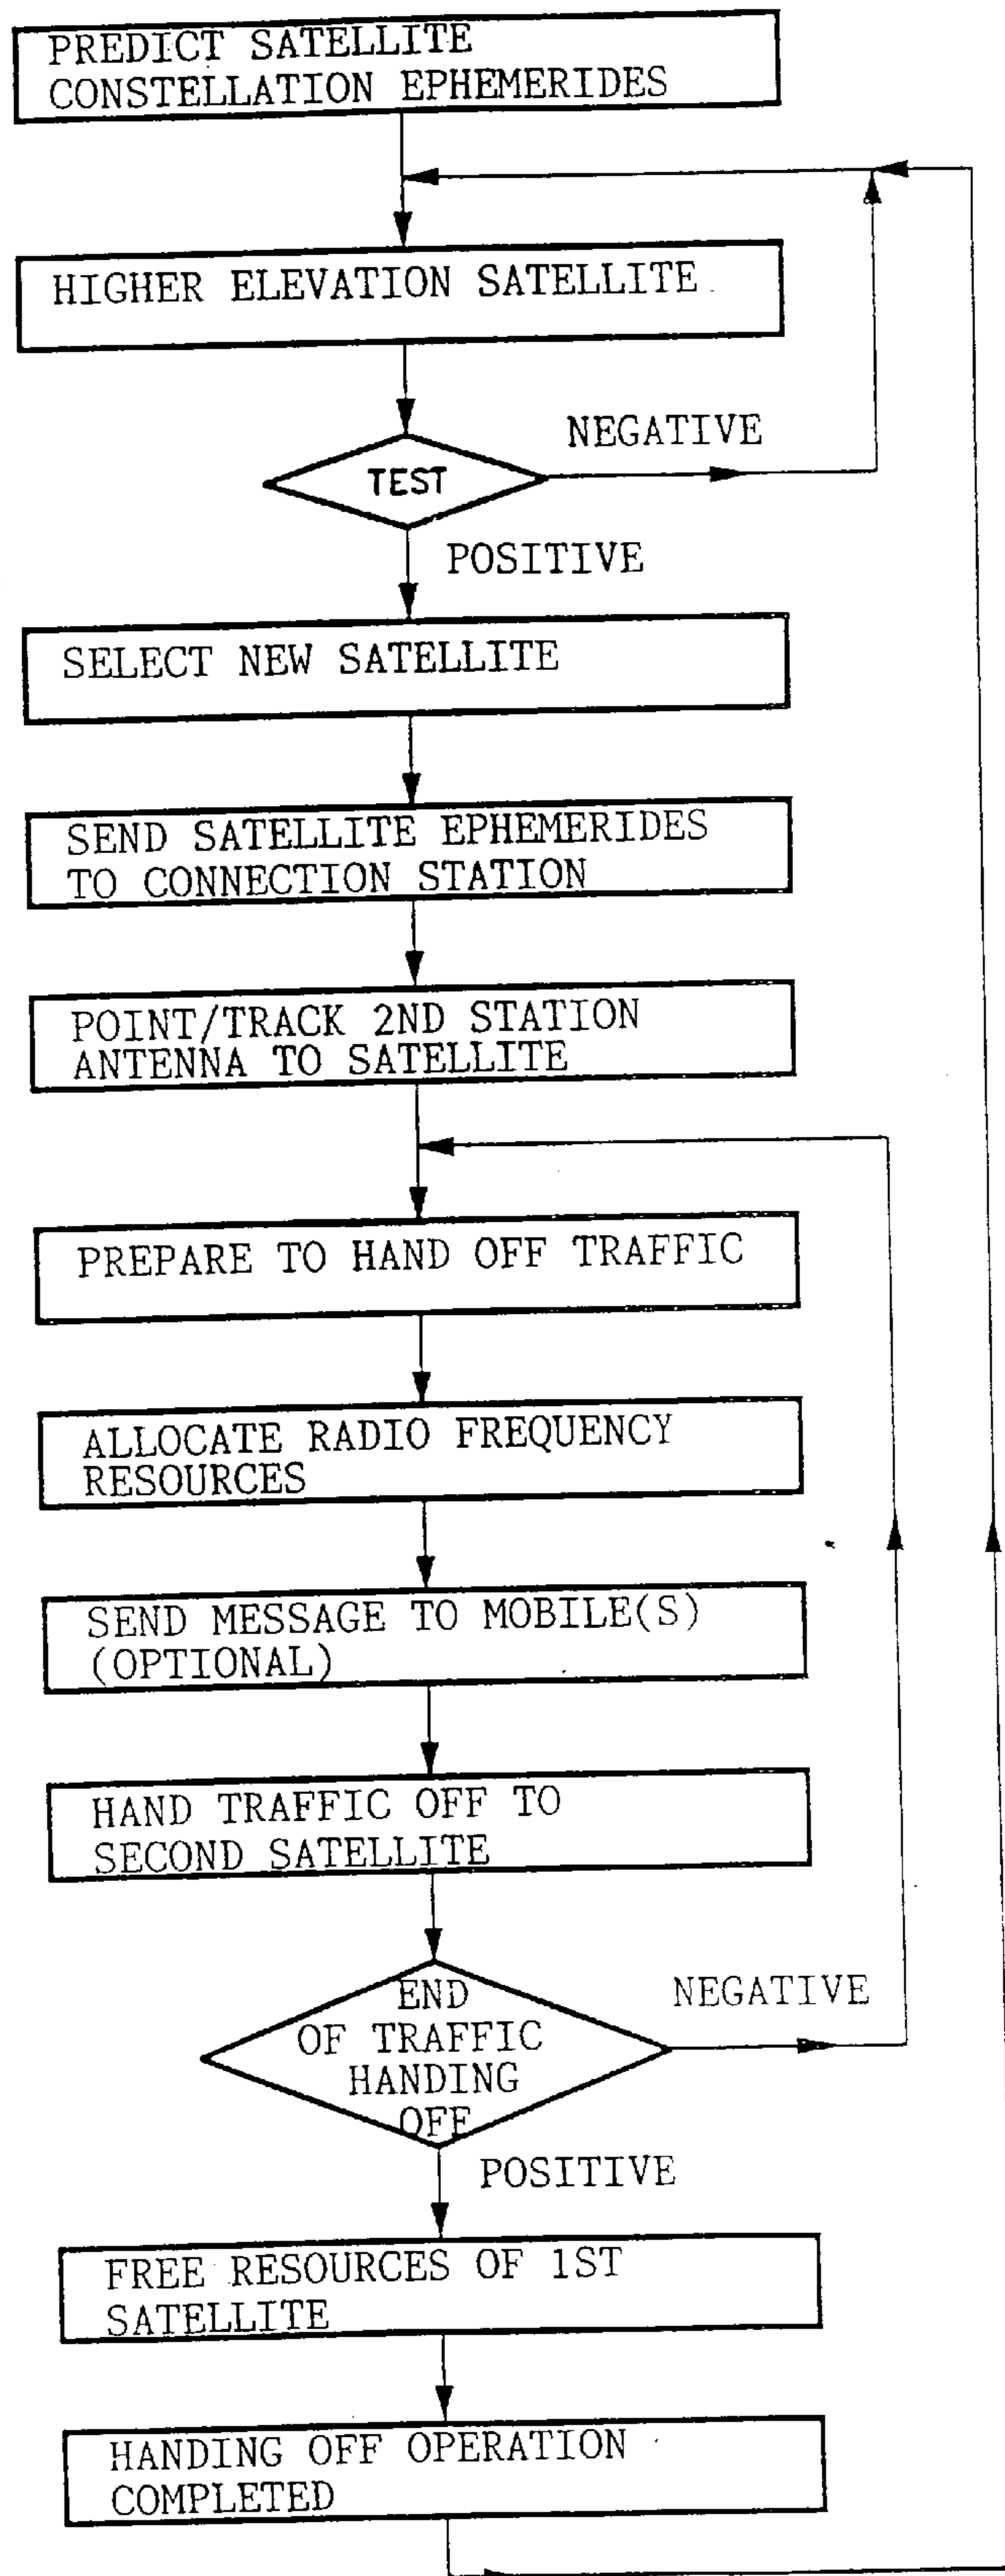 PREDICT SATELLITE
CONSTELLATION EPHEMERIDES
HIGHER ELEVATION SATELLITE
TEST
NEGATIVE
POSITIVE
SELECT NEW SATELLITE
SEND SATELLITE EPHEMERIDES
TO CONNECTION STATION
POINT/TRACK 2ND STATION
ANTENNA TO SATELLITE
PREPARE TO HAND OFF TRAFFIC
ALLOCATE RADIO FREQUENCY
RESOURCES
SEND MESSAGE TO MOBILE(S)
(OPTIONAL)
HAND TRAFFIC OFF TO
SECOND SATELLITE
END
OF TRAFFIC
HANDING
OFF
NEGATIVE
POSITIVE
FREE RESOURCES OF 1ST
SATELLITE
HANDING OFF OPERATION
COMPLETED